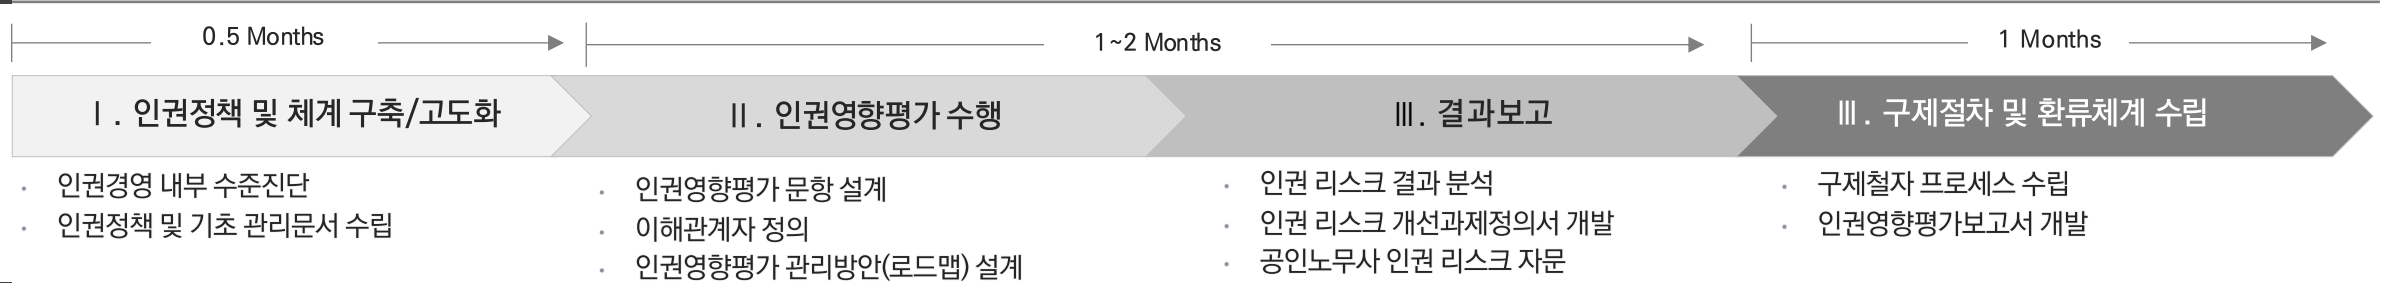 0.5 Months
1~2 Months
1 Months
Ⅰ. 인권정책 및 체계 구축/고도화
Ⅱ. 인권영향평가 수행
Ⅲ. 결과보고
Ⅲ. 구제절차 및 환류체계 수립
· 인권경영 내부 수준진단
· 인권정책 및 기초 관리문서 수립
· 인권영향평가 문항 설계
· 이해관계자 정의
· 인권영향평가 관리방안(로드맵) 설계
· 인권 리스크 결과 분석
· 인권 리스크 개선과제정의서 개발
· 공인노무사 인권 리스크 자문
· 구제철자 프로세스 수립
· 인권영향평가보고서 개발